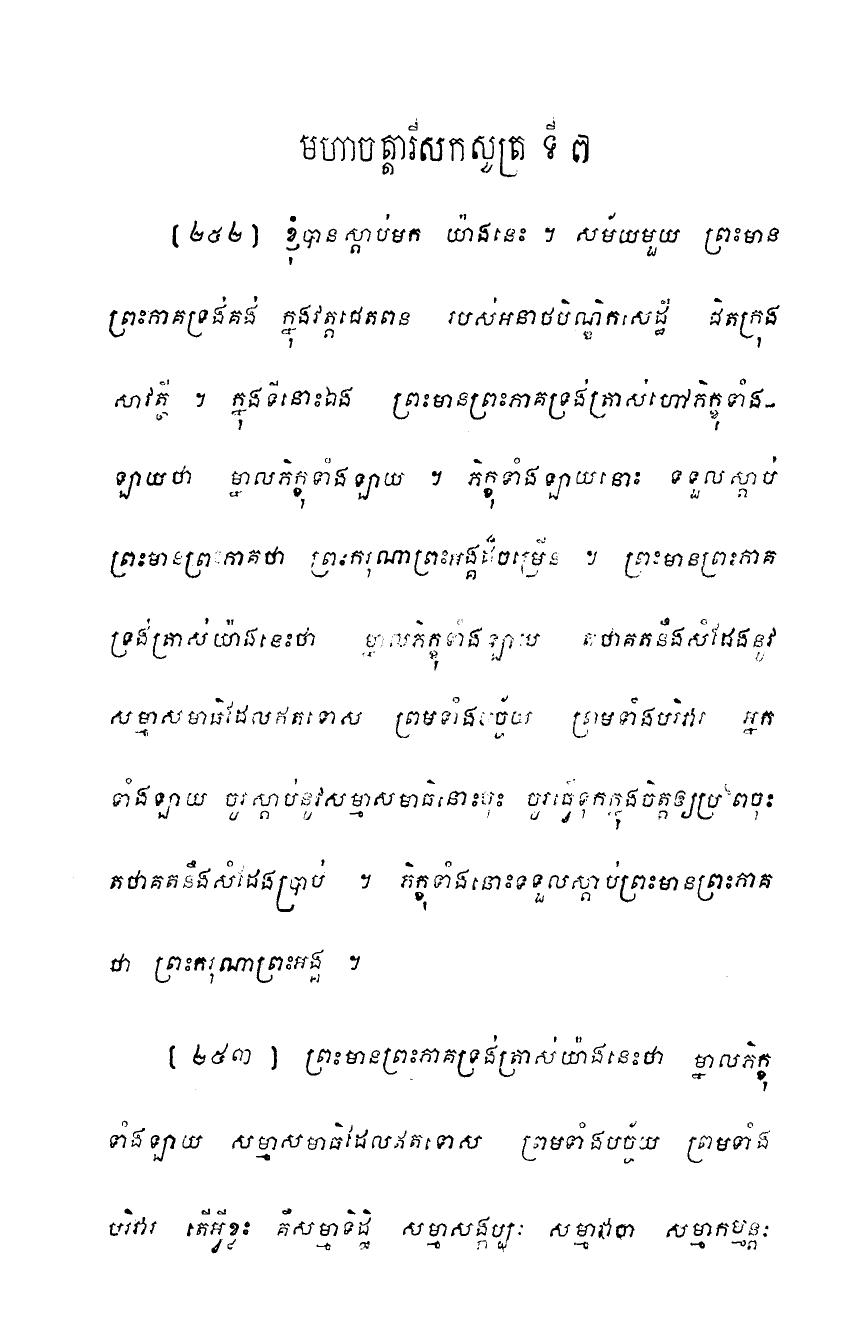 មហាចត្តារីសកសូត្រ ទី ៧
[២៥២] ខ្ញុំបានស្តាប់មក យ៉ាងនេះ ។ សម័យមួយ ព្រះមាន
ព្រះភាគទ្រង់គង់ ក្នុងវត្តជេតពន របស់អនាថបិណ្ឌិកសេដ្ឋី ជិតក្រុង
សាវត្ថី ។ ក្នុងទីនោះឯង ព្រះមានព្រះភាគទ្រង់ត្រាស់ហៅភិក្ខុទាំង-
ឡាយថា ម្នាលភិក្ខុទាំងឡាយ ។ ភិក្ខុទាំងឡាយនោះ ទទួលស្តាប់
ព្រះមានព្រះភាគថា ព្រះករុណាព្រះអង្គដ៏ចម្រើន ។ ព្រះមានព្រះភាគ
ទ្រង់ត្រាស់យ៉ាងនេះថា ម្នាលភិក្ខុទាំងឡាយ តថាគតនឹងសំដែងនូវ
សម្មាសមាធិដែលឥតទោស ព្រមទាំងបច្ច័យ ព្រមទាំងបរិវារ អ្នក
ទាំងឡាយ ចូរស្តាប់នូវសម្មាសមាធិនោះចុះ ចូរធ្វើទុកក្នុងចិត្តឲ្យប្រពៃចុះ
តថាគតនឹងសំដែងប្រាប់ ។ ភិក្ខុទាំងនោះទទួលស្តាប់ព្រះមានព្រះភាគ
ថា ព្រះករុណាព្រះអង្គ ។
[២៥៣] ព្រះមានព្រះភាគទ្រង់ត្រាស់យ៉ាងនេះថា ម្នាលភិក្ខុ
ទាំងឡាយ សម្មាសមាធិដែលឥតទោស ព្រមទាំងបច្ច័យ ព្រមទាំង
បរិវារ តើអ្វីខ្លះ គឺសម្មាទិដ្ឋិ សម្មាសង្កប្បៈ សម្មាវាចា សម្មាកម្មន្តៈ